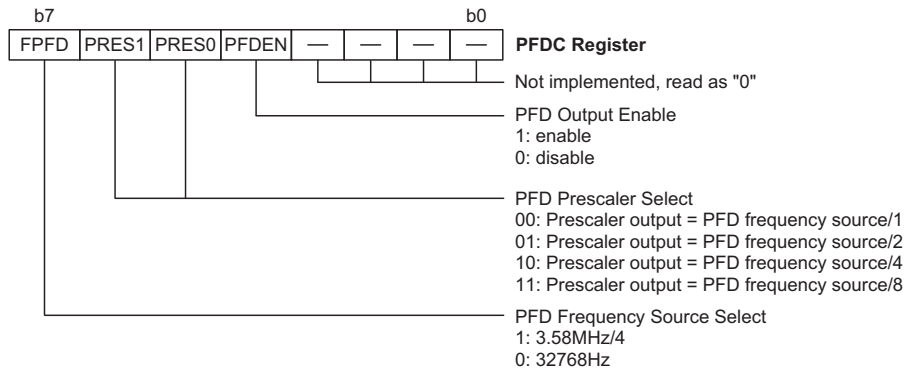 b7 b0
FPFD PRES1 PRES0 PFDEN — — — — PFDC Register
Not implemented, read as "0"
PFD Output Enable
1: enable
0: disable
PFD Prescaler Select
00: Prescaler output = PFD frequency source/1
01: Prescaler output = PFD frequency source/2
10: Prescaler output = PFD frequency source/4
11: Prescaler output = PFD frequency source/8
PFD Frequency Source Select
1: 3.58MHz/4
0: 32768Hz